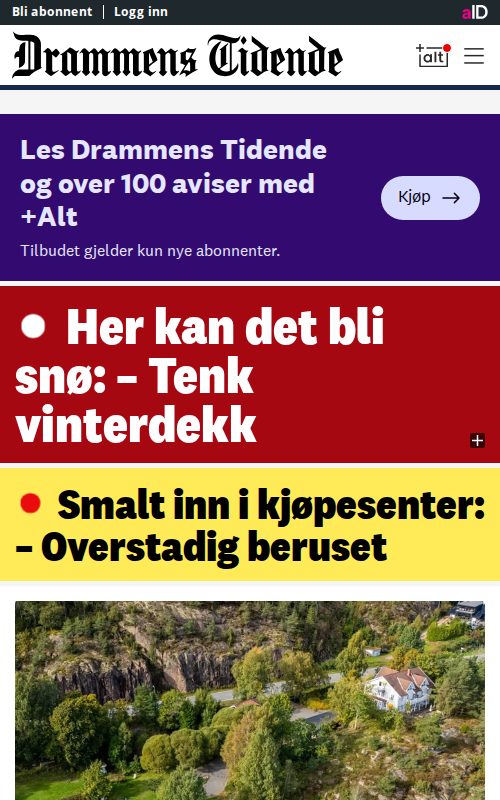 Bli abonnent | Logg inn
aID
Drammens Tidende
+alt
Les Drammens Tidende
og over 100 aviser med
+Alt
Kjøp →
Tilbudet gjelder kun nye abonnenter.
Her kan det bli
snø: – Tenk
vinterdekk
+
Smalt inn i kjøpesenter:
– Overstadig beruset